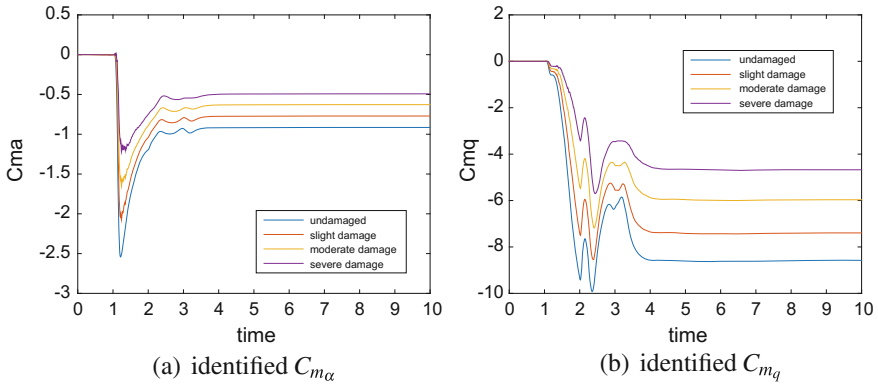 0.5
0
-0.5
-1
-1.5
-2
-2.5
-3
Cma
undamaged
slight damage
moderate damage
severe damage
0 1 2 3 4 5 6 7 8 9 10
time
(a) identified Cmα
2
0
-2
-4
-6
-8
-10
Cmq
undamaged
slight damage
moderate damage
severe damage
0 1 2 3 4 5 6 7 8 9 10
time
(b) identified Cmq